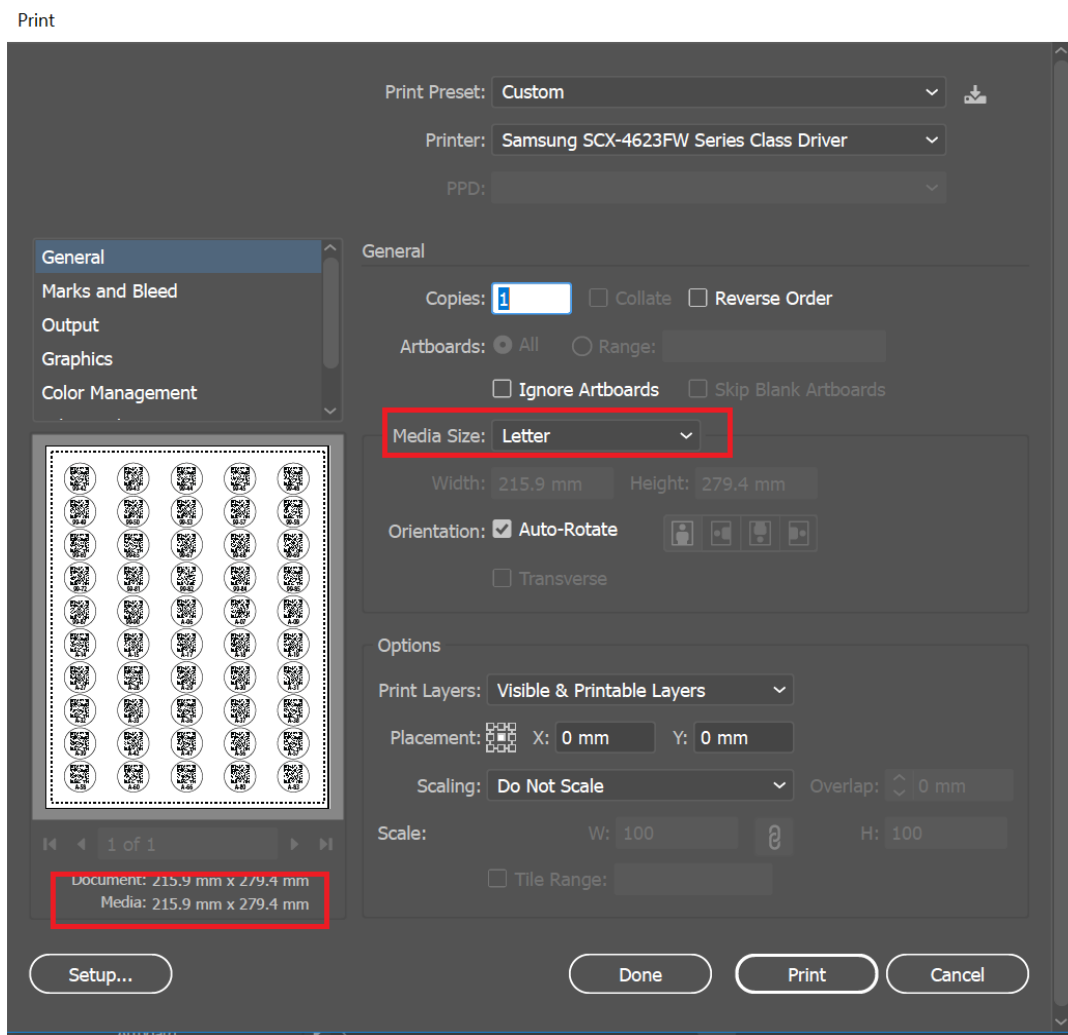 Print
Print Preset: Custom
Printer: Samsung SCX-4623FW Series Class Driver
PPD:
General
Marks and Bleed
Output
Graphics
Color Management
General
Copies: 1 Collate Reverse Order
Artboards: All Range:
Ignore Artboards Skip Blank Artboards
Media Size: Letter
Width: 215.9 mm Height: 279.4 mm
Orientation: Auto-Rotate
Transverse
Options
Print Layers: Visible & Printable Layers
Placement: X: 0 mm Y: 0 mm
Scaling: Do Not Scale Overlap: 0 mm
Scale: W: 100 H: 100
Tile Range:
1 of 1
Document: 215.9 mm x 279.4 mm
Media: 215.9 mm x 279.4 mm
Setup... Done Print Cancel